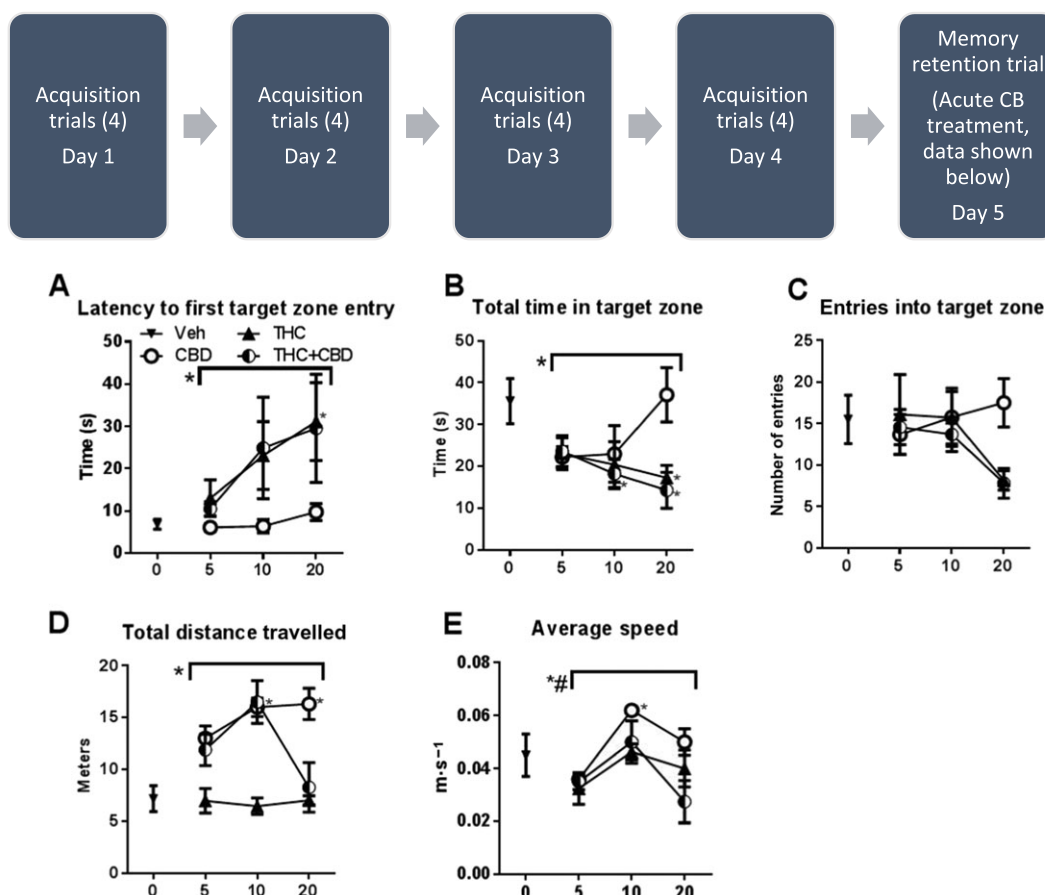 Acquisition
trials (4)
Day 1
Acquisition
trials (4)
Day 2
Acquisition
trials (4)
Day 3
Acquisition
trials (4)
Day 4
Memory
retention trial
(Acute CB
treatment,
data shown
below)
Day 5
A
Latency to first target zone entry
Veh
THC
CBD
THC+CBD
Time (s)
50
40
30
20
10
0
*
*
0 5 10 20
B
Total time in target zone
Time (s)
50
40
30
20
10
0
*
*
*
*
0 5 10 20
C
Entries into target zone
Number of entries
25
20
15
10
5
0
0 5 10 20
D
Total distance travelled
Meters
20
15
10
5
0
*
*
*
0 5 10 20
E
Average speed
m·s⁻¹
0.08
0.06
0.04
0.02
0.00
*#
*
0 5 10 20